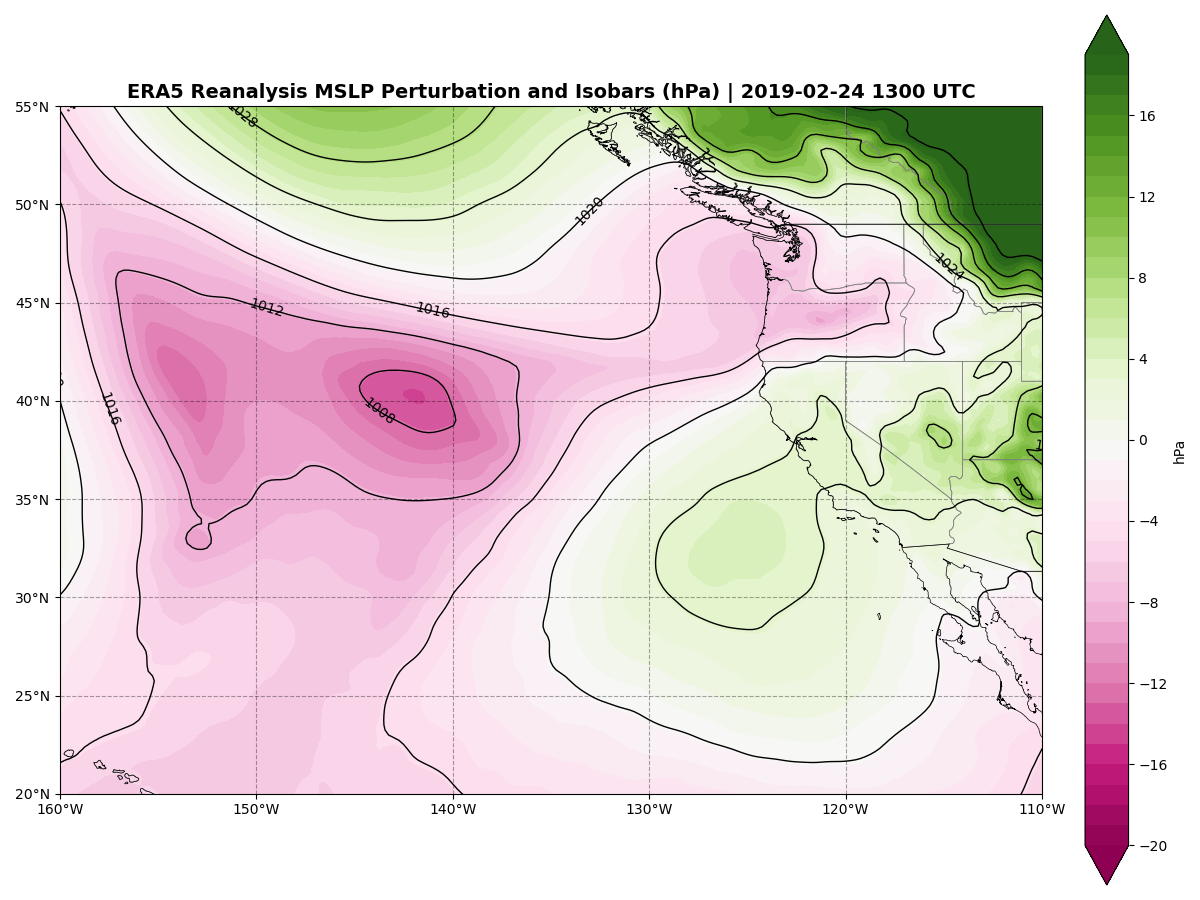 ERA5 Reanalysis MSLP Perturbation and Isobars (hPa) | 2019-02-24 1300 UTC
55°N
50°N
45°N
40°N
35°N
30°N
25°N
20°N
160°W
150°W
140°W
130°W
120°W
110°W
1028
1020
1024
1012
1016
1016
1008
16
12
8
4
0
−4
−8
−12
−16
−20
hPa